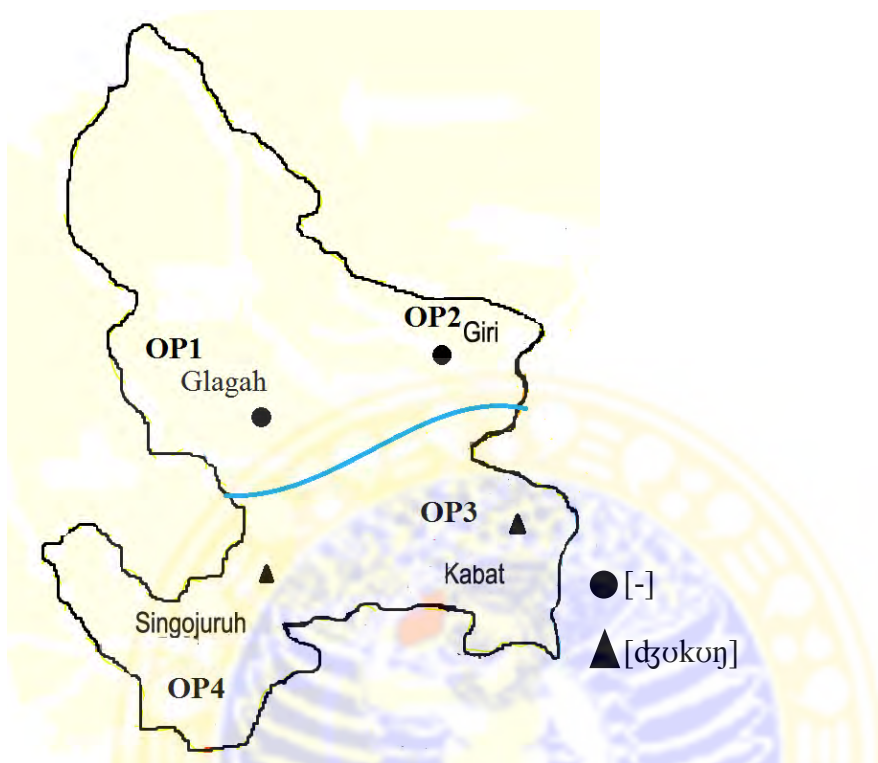 OP2 Giri
OP1
Glagah
OP3
Kabat
Singojuruh
OP4
[-]
[ʤʊkʊŋ]